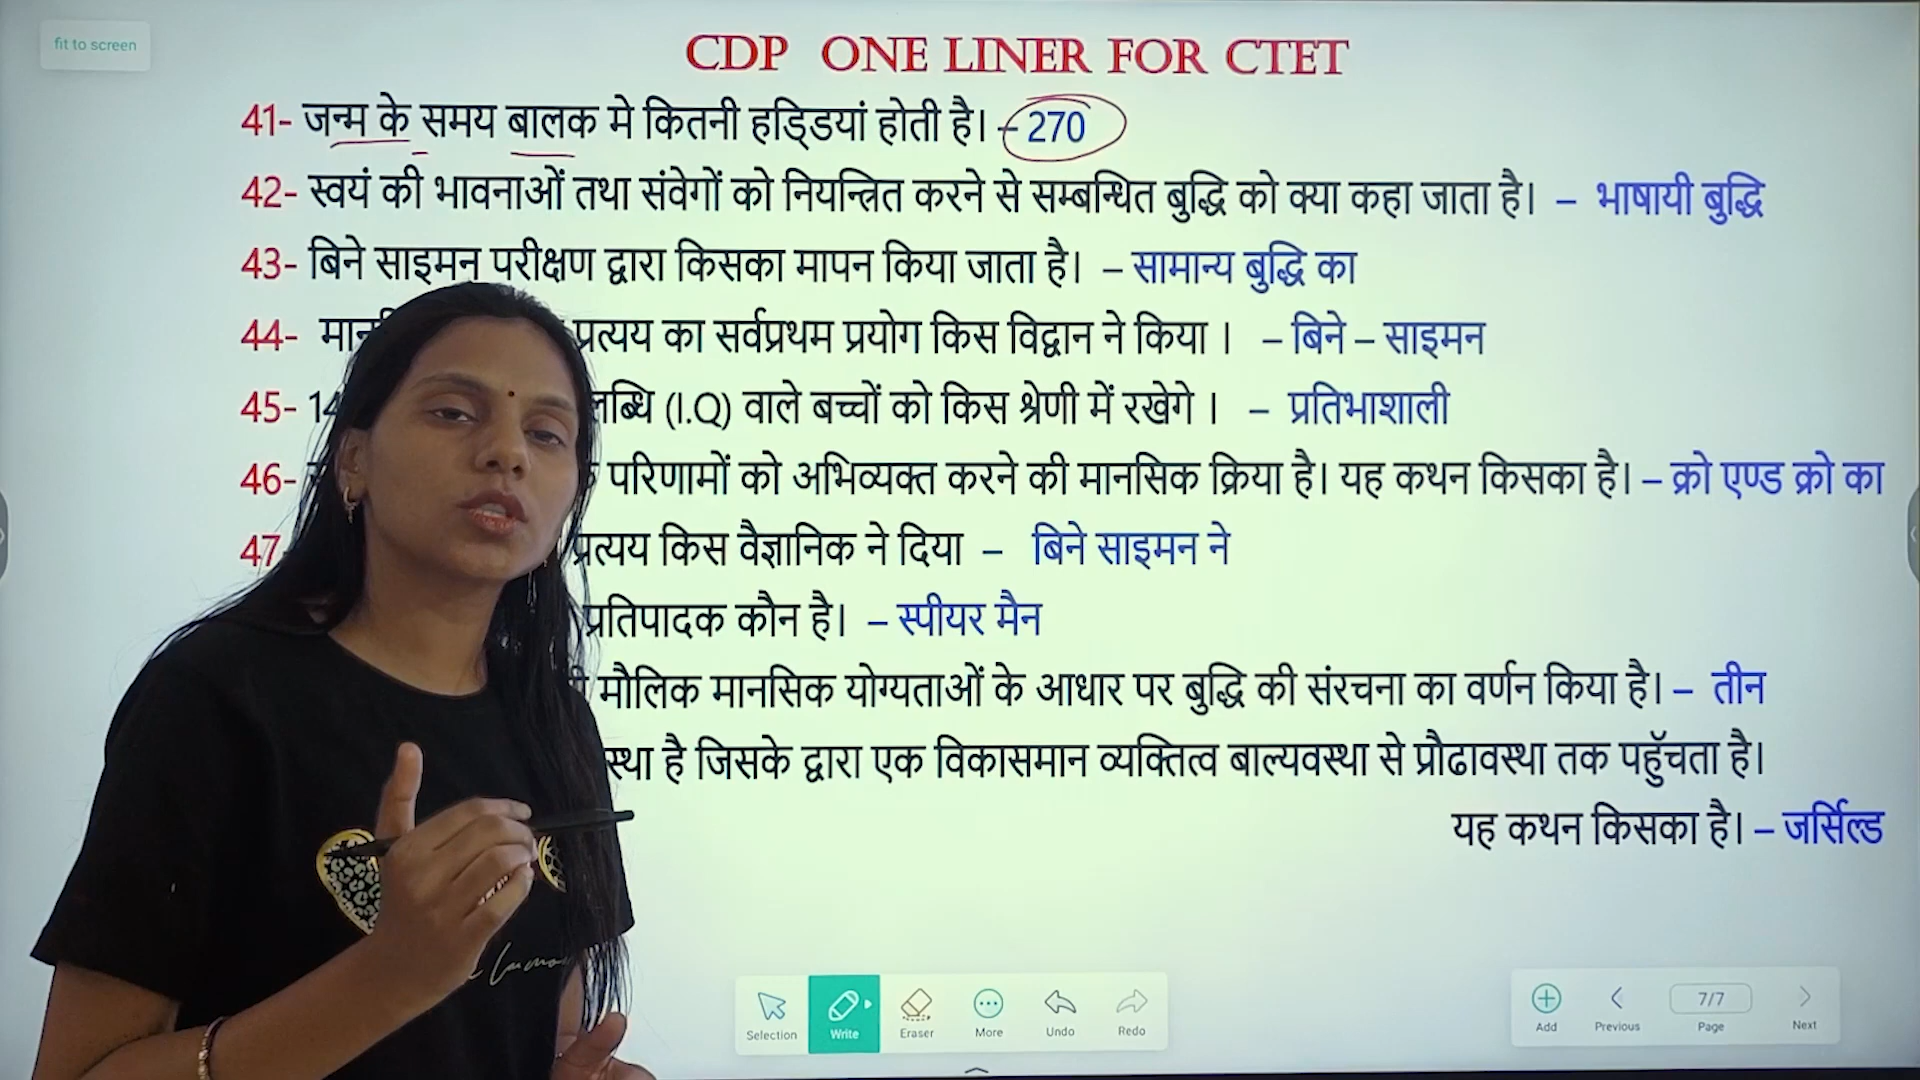 fit to screen
CDP ONE LINER FOR CTET
41- जन्म के समय बालक मे कितनी हड्डियां होती है। – 270
42- स्वयं की भावनाओं तथा संवेगों को नियन्त्रित करने से सम्बन्धित बुद्धि को क्या कहा जाता है। – भाषायी बुद्धि
43- बिने साइमन परीक्षण द्वारा किसका मापन किया जाता है। – सामान्य बुद्धि का
44- प्रत्यय का सर्वप्रथम प्रयोग किस विद्वान ने किया । – बिने – साइमन
45- (I.Q) वाले बच्चों को किस श्रेणी में रखेगे । – प्रतिभाशाली
46- परिणामों को अभिव्यक्त करने की मानसिक क्रिया है। यह कथन किसका है। – क्रो एण्ड क्रो का
47- प्रत्यय किस वैज्ञानिक ने दिया – बिने साइमन ने
प्रतिपादक कौन है। – स्पीयर मैन
मौलिक मानसिक योग्यताओं के आधार पर बुद्धि की संरचना का वर्णन किया है। – तीन
है जिसके द्वारा एक विकासमान व्यक्तित्व बाल्यवस्था से प्रौढावस्था तक पहुॅचता है।
यह कथन किसका है। – जर्सिल्ड
Selection Write Eraser More Undo Redo
Add Previous 7/7 Page Next